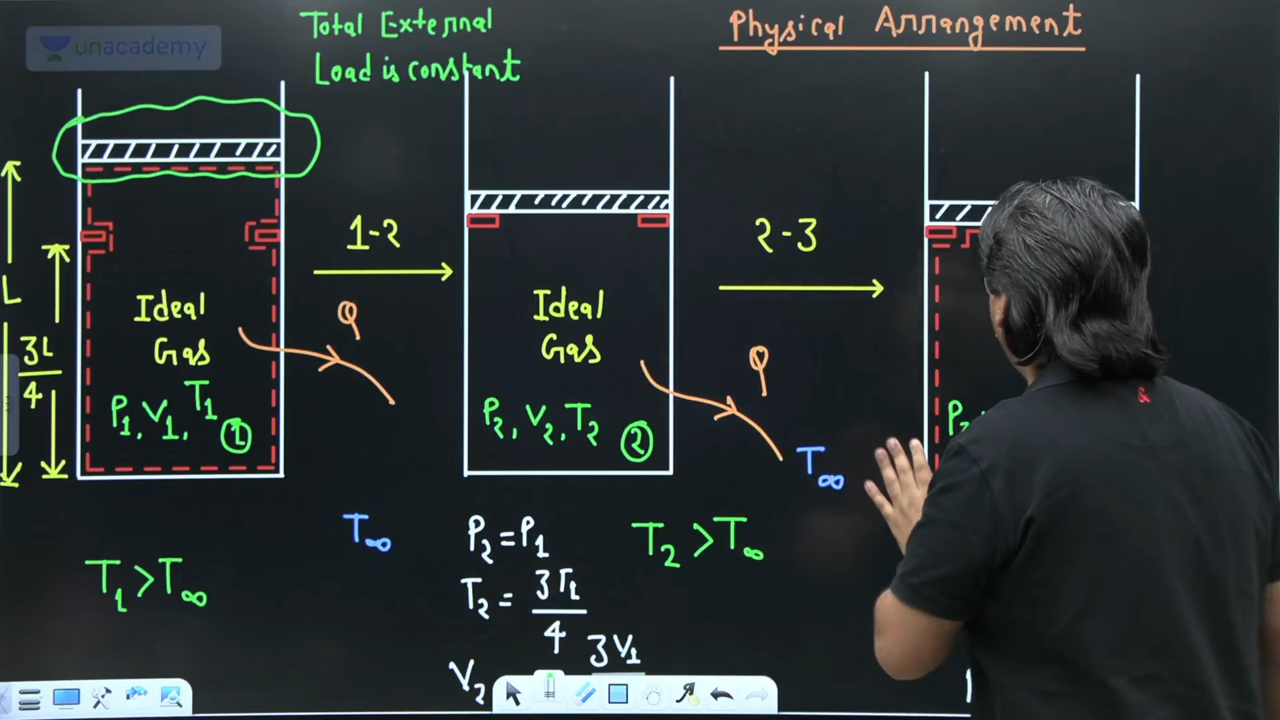 unacademy
Total External
Load is constant
Physical Arrangement
L
3L
4
Ideal
Gas
P₁, V₁, T₁ ①
Q
1-2
T∞
T₁ > T∞
Ideal
Gas
P₂, V₂, T₂ ②
Q
2-3
T∞
P₂ = P₁
T₂ = 3T₁
4
V₂ 3V₁
T₂ > T∞